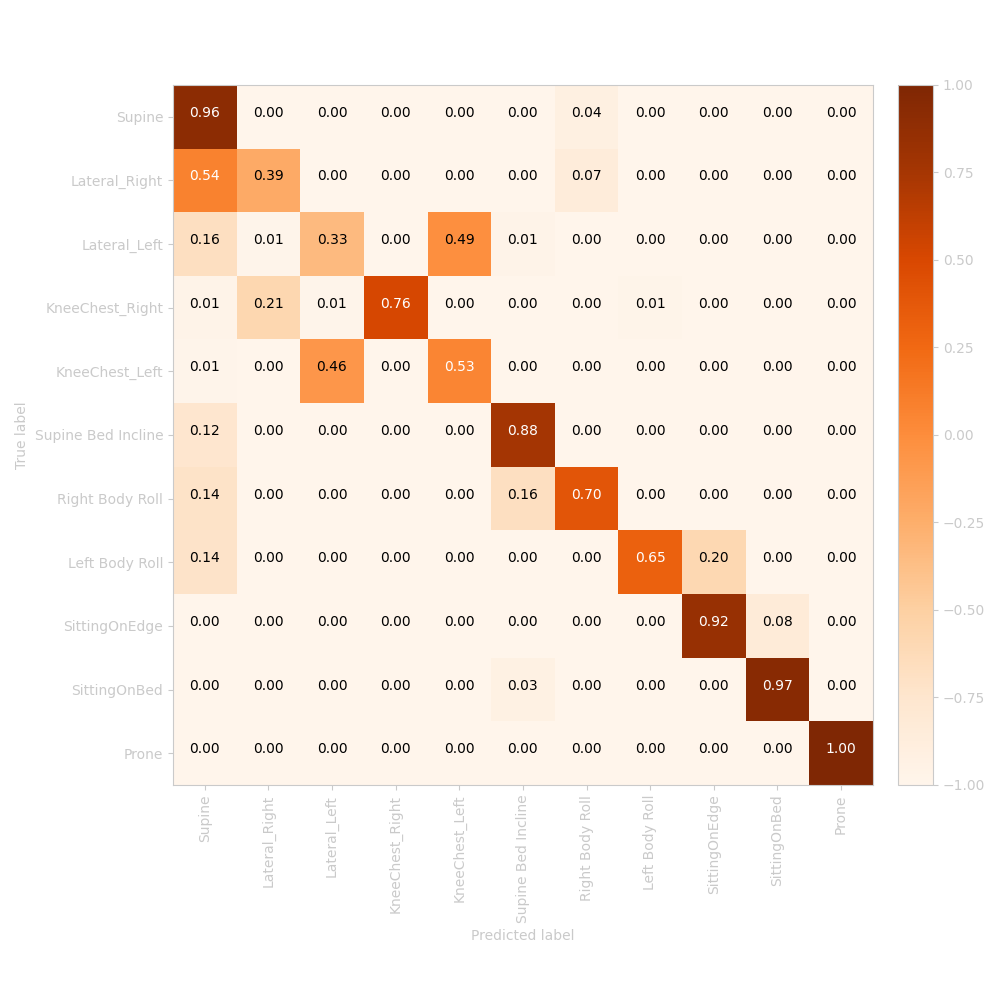 Supine 0.96 0.00 0.00 0.00 0.00 0.00 0.04 0.00 0.00 0.00 0.00
Lateral_Right 0.54 0.39 0.00 0.00 0.00 0.00 0.07 0.00 0.00 0.00 0.00
Lateral_Left 0.16 0.01 0.33 0.00 0.49 0.01 0.00 0.00 0.00 0.00 0.00
KneeChest_Right 0.01 0.21 0.01 0.76 0.00 0.00 0.00 0.01 0.00 0.00 0.00
KneeChest_Left 0.01 0.00 0.46 0.00 0.53 0.00 0.00 0.00 0.00 0.00 0.00
Supine Bed Incline 0.12 0.00 0.00 0.00 0.00 0.88 0.00 0.00 0.00 0.00 0.00
Right Body Roll 0.14 0.00 0.00 0.00 0.00 0.16 0.70 0.00 0.00 0.00 0.00
Left Body Roll 0.14 0.00 0.00 0.00 0.00 0.00 0.00 0.65 0.20 0.00 0.00
SittingOnEdge 0.00 0.00 0.00 0.00 0.00 0.00 0.00 0.00 0.92 0.08 0.00
SittingOnBed 0.00 0.00 0.00 0.00 0.00 0.03 0.00 0.00 0.00 0.97 0.00
Prone 0.00 0.00 0.00 0.00 0.00 0.00 0.00 0.00 0.00 0.00 1.00
True label
Supine
Lateral_Right
Lateral_Left
KneeChest_Right
KneeChest_Left
Supine Bed Incline
Right Body Roll
Left Body Roll
SittingOnEdge
SittingOnBed
Prone
Predicted label
1.00
0.75
0.50
0.25
0.00
−0.25
−0.50
−0.75
−1.00